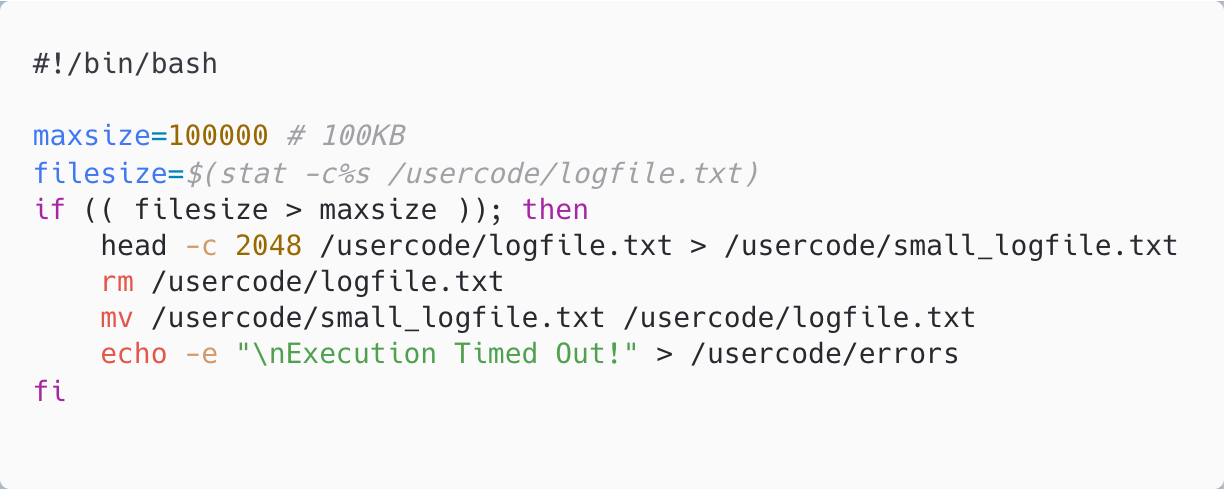 #!/bin/bash
maxsize=100000 # 100KB
filesize=$(stat -c%s /usercode/logfile.txt)
if (( filesize > maxsize )); then
head -c 2048 /usercode/logfile.txt > /usercode/small_logfile.txt
rm /usercode/logfile.txt
mv /usercode/small_logfile.txt /usercode/logfile.txt
echo -e "\nExecution Timed Out!" > /usercode/errors
fi